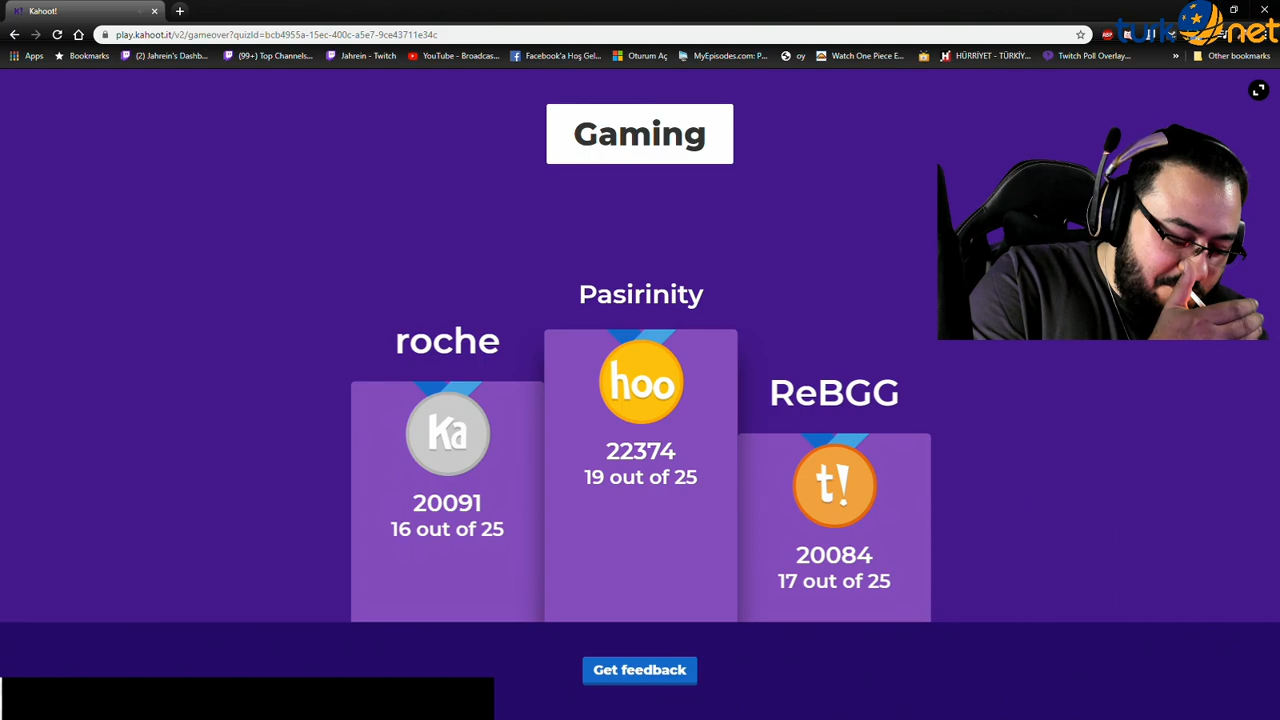 Kahoot!
turk net
play.kahoot.it/v2/gameover?quizId=bcb4955a-15ec-400c-a5e7-9ce43711e34c
Apps
Bookmarks
(2) Jahrein's Dashb...
(99+) Top Channels...
Jahrein - Twitch
YouTube - Broadcas...
Facebook'a Hoş Gel...
Oturum Aç
MyEpisodes.com: P...
oy
Watch One Piece E...
HÜRRİYET - TÜRKİY...
Twitch Poll Overlay...
»
Other bookmarks
Gaming
Pasirinity
hoo
22374
19 out of 25
roche
Ka
20091
16 out of 25
ReBGG
t!
20084
17 out of 25
Get feedback